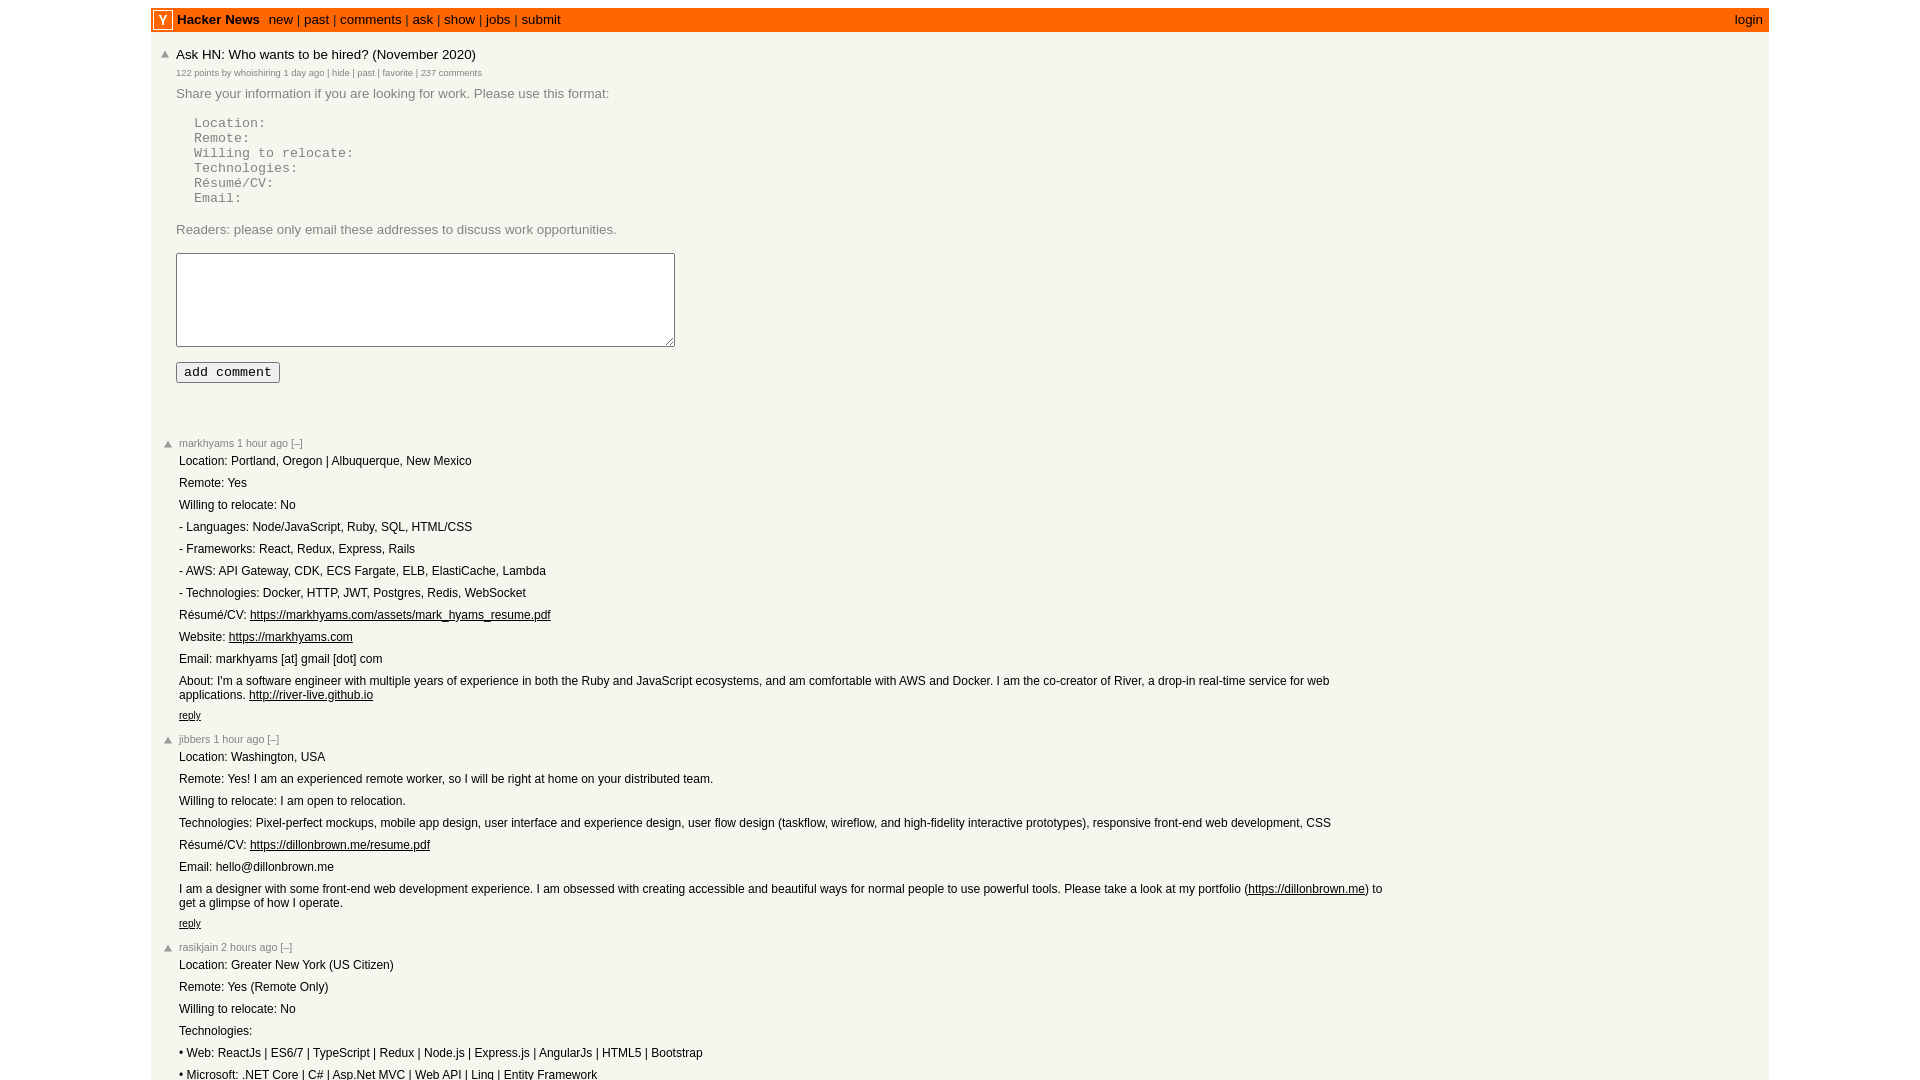 Y Hacker News new | past | comments | ask | show | jobs | submit login
Ask HN: Who wants to be hired? (November 2020)
122 points by whoishiring 1 day ago | hide | past | favorite | 237 comments
Share your information if you are looking for work. Please use this format:
Location:
Remote:
Willing to relocate:
Technologies:
Résumé/CV:
Email:
Readers: please only email these addresses to discuss work opportunities.
add comment
markhyams 1 hour ago [–]
Location: Portland, Oregon | Albuquerque, New Mexico
Remote: Yes
Willing to relocate: No
- Languages: Node/JavaScript, Ruby, SQL, HTML/CSS
- Frameworks: React, Redux, Express, Rails
- AWS: API Gateway, CDK, ECS Fargate, ELB, ElastiCache, Lambda
- Technologies: Docker, HTTP, JWT, Postgres, Redis, WebSocket
Résumé/CV: https://markhyams.com/assets/mark_hyams_resume.pdf
Website: https://markhyams.com
Email: markhyams [at] gmail [dot] com
About: I'm a software engineer with multiple years of experience in both the Ruby and JavaScript ecosystems, and am comfortable with AWS and Docker. I am the co-creator of River, a drop-in real-time service for web
applications. http://river-live.github.io
reply
jibbers 1 hour ago [–]
Location: Washington, USA
Remote: Yes! I am an experienced remote worker, so I will be right at home on your distributed team.
Willing to relocate: I am open to relocation.
Technologies: Pixel-perfect mockups, mobile app design, user interface and experience design, user flow design (taskflow, wireflow, and high-fidelity interactive prototypes), responsive front-end web development, CSS
Résumé/CV: https://dillonbrown.me/resume.pdf
Email: hello@dillonbrown.me
I am a designer with some front-end web development experience. I am obsessed with creating accessible and beautiful ways for normal people to use powerful tools. Please take a look at my portfolio (https://dillonbrown.me) to
get a glimpse of how I operate.
reply
rasikjain 2 hours ago [–]
Location: Greater New York (US Citizen)
Remote: Yes (Remote Only)
Willing to relocate: No
Technologies:
• Web: ReactJs | ES6/7 | TypeScript | Redux | Node.js | Express.js | AngularJs | HTML5 | Bootstrap
• Microsoft: .NET Core | C# | Asp.Net MVC | Web API | Linq | Entity Framework